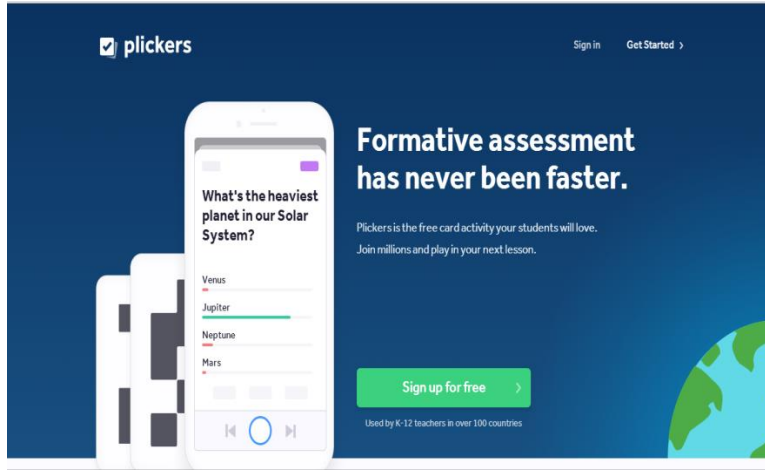 plickers
Sign in
Get Started >
Formative assessment
has never been faster.
Plickers is the free card activity your students will love.
Join millions and play in your next lesson.
What's the heaviest
planet in our Solar
System?
Venus
Jupiter
Neptune
Mars
Sign up for free >
Used by K-12 teachers in over 100 countries